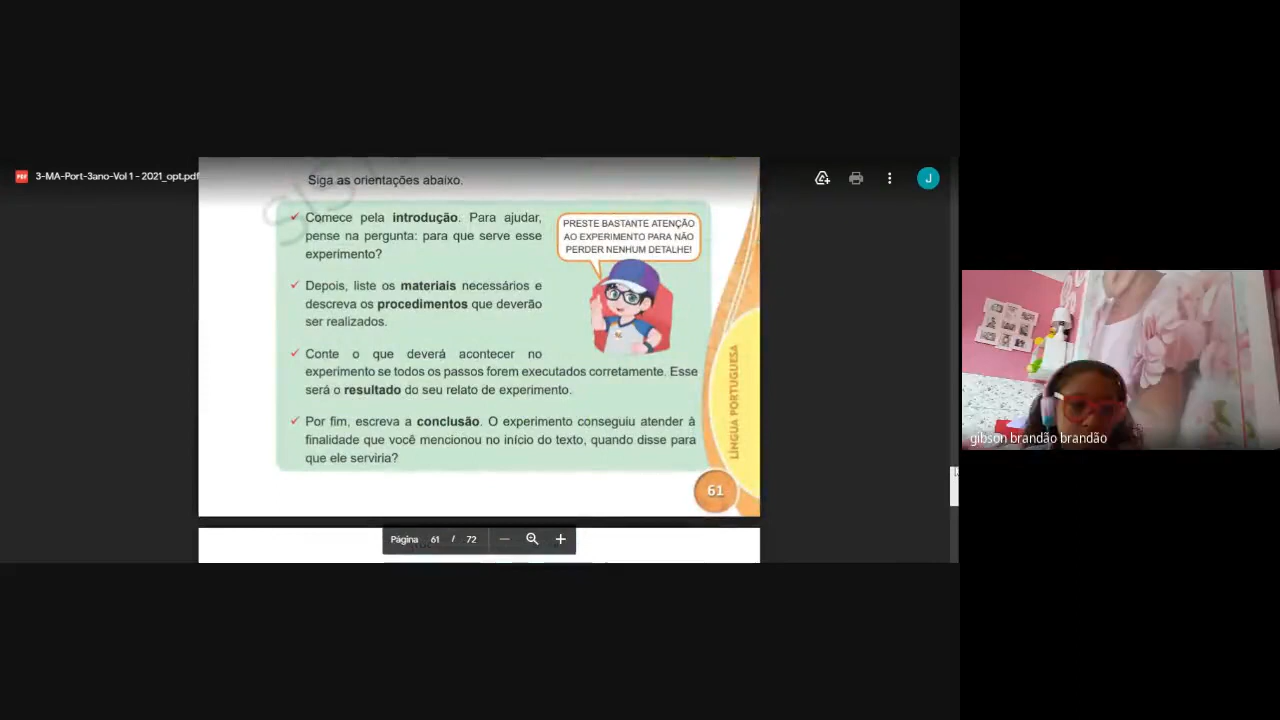 3-MA-Port-3ano-Vol 1 - 2021_opt.pdf
J
Siga as orientações abaixo.
✓ Comece pela introdução. Para ajudar,
pense na pergunta: para que serve esse
experimento?
✓ Depois, liste os materiais necessários e
descreva os procedimentos que deverão
ser realizados.
✓ Conte o que deverá acontecer no
experimento se todos os passos forem executados corretamente. Esse
será o resultado do seu relato de experimento.
✓ Por fim, escreva a conclusão. O experimento conseguiu atender à
finalidade que você mencionou no início do texto, quando disse para
que ele serviria?
PRESTE BASTANTE ATENÇÃO
AO EXPERIMENTO PARA NÃO
PERDER NENHUM DETALHE!
LÍNGUA PORTUGUESA
61
Página 61 / 72
gibson brandão brandão